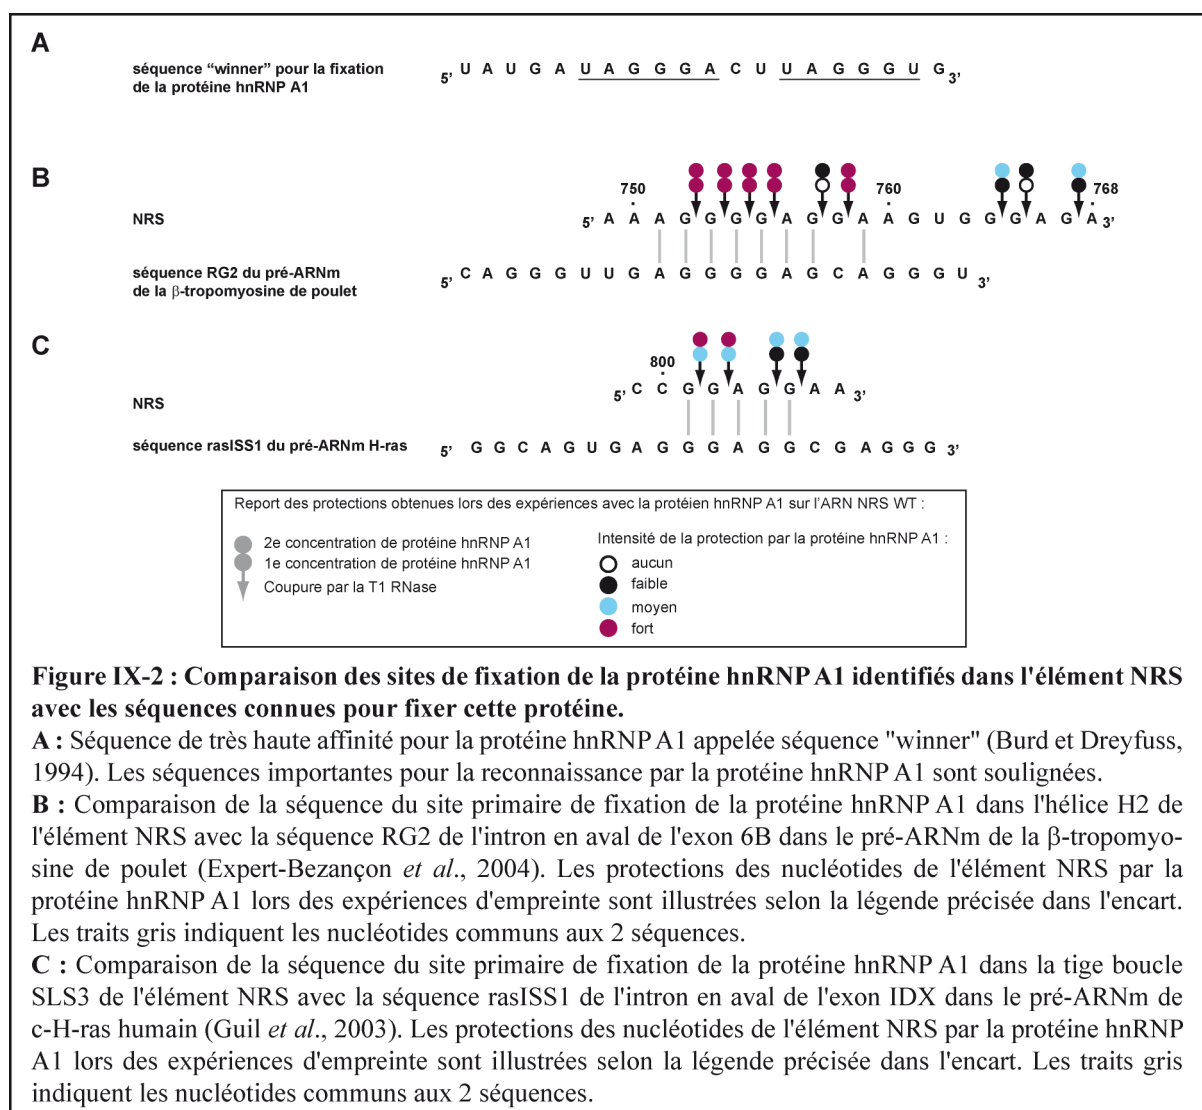 A
séquence “winner” pour la fixation
de la protéine hnRNP A1
5’ U A U G A U A G G G A C U U A G G G U G 3’
B
750
760
768
NRS
5’ A A A G G G G A G G A A G U G G G A G A 3’
séquence RG2 du pré-ARNm
de la β-tropomyosine de poulet
5’ C A G G G U U G A G G G G A G C A G G G U 3’
C
800
NRS
5’ C C G G A G G A A 3’
séquence rasISS1 du pré-ARNm H-ras
5’ G G C A G U G A G G G A G G C G A G G G 3’
Report des protections obtenues lors des expériences avec la protéien hnRNP A1 sur l’ARN NRS WT :
2e concentration de protéine hnRNP A1
1e concentration de protéine hnRNP A1
Coupure par la T1 RNase
Intensité de la protection par la protéine hnRNP A1 :
aucun
faible
moyen
fort
Figure IX-2 : Comparaison des sites de fixation de la protéine hnRNP A1 identifiés dans l'élément NRS
avec les séquences connues pour fixer cette protéine.
A : Séquence de très haute affinité pour la protéine hnRNP A1 appelée séquence "winner" (Burd et Dreyfuss,
1994). Les séquences importantes pour la reconnaissance par la protéine hnRNP A1 sont soulignées.
B : Comparaison de la séquence du site primaire de fixation de la protéine hnRNP A1 dans l'hélice H2 de
l'élément NRS avec la séquence RG2 de l'intron en aval de l'exon 6B dans le pré-ARNm de la β-tropomyo-
sine de poulet (Expert-Bezançon et al., 2004). Les protections des nucléotides de l'élément NRS par la
protéine hnRNP A1 lors des expériences d'empreinte sont illustrées selon la légende précisée dans l'encart.
Les traits gris indiquent les nucléotides communs aux 2 séquences.
C : Comparaison de la séquence du site primaire de fixation de la protéine hnRNP A1 dans la tige boucle
SLS3 de l'élément NRS avec la séquence rasISS1 de l'intron en aval de l'exon IDX dans le pré-ARNm de
c-H-ras humain (Guil et al., 2003). Les protections des nucléotides de l'élément NRS par la protéine hnRNP
A1 lors des expériences d'empreinte sont illustrées selon la légende précisée dans l'encart. Les traits gris
indiquent les nucléotides communs aux 2 séquences.